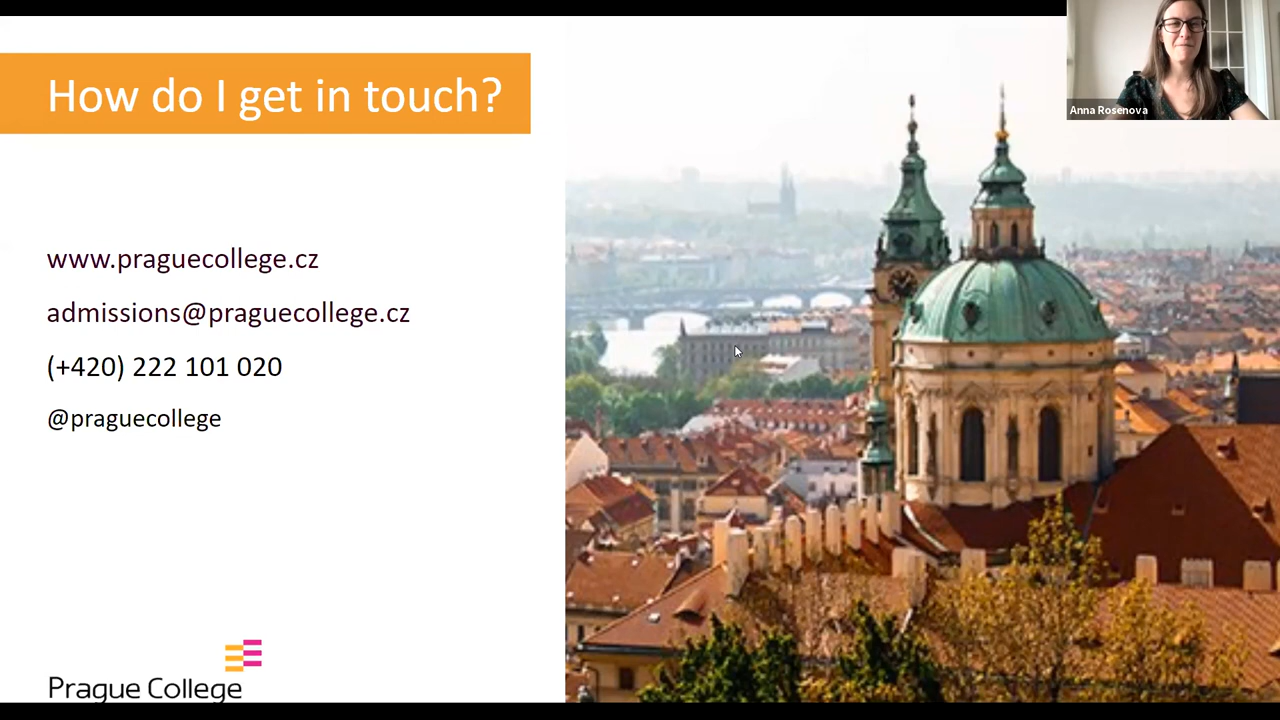 How do I get in touch?
Anna Rosenova
www.praguecollege.cz
admissions@praguecollege.cz
(+420) 222 101 020
@praguecollege
Prague College